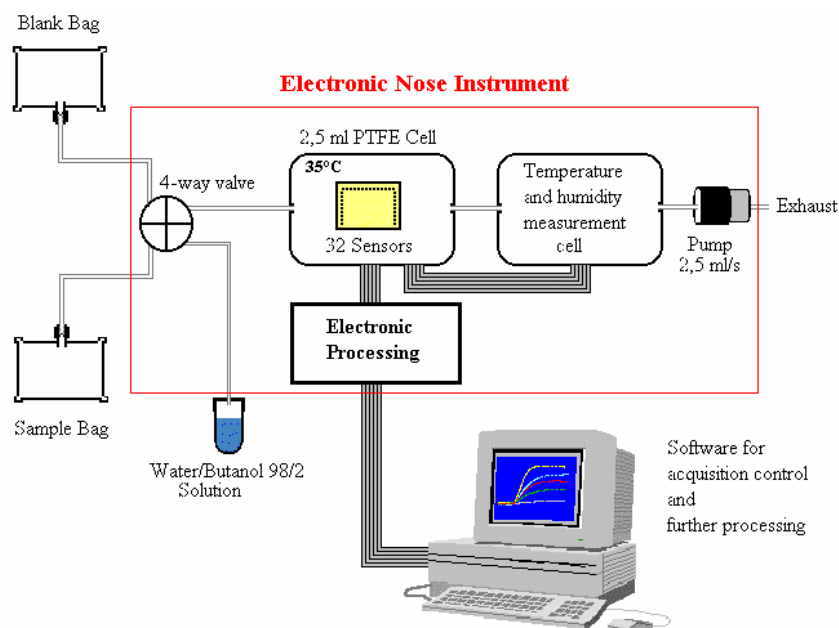 Blank Bag
Electronic Nose Instrument
2,5 ml PTFE Cell
35°C
4-way valve
32 Sensors
Temperature
and humidity
measurement
cell
Exhaust
Pump
2,5 ml/s
Electronic
Processing
Sample Bag
Water/Butanol 98/2
Solution
Software for
acquisition control
and
further processing